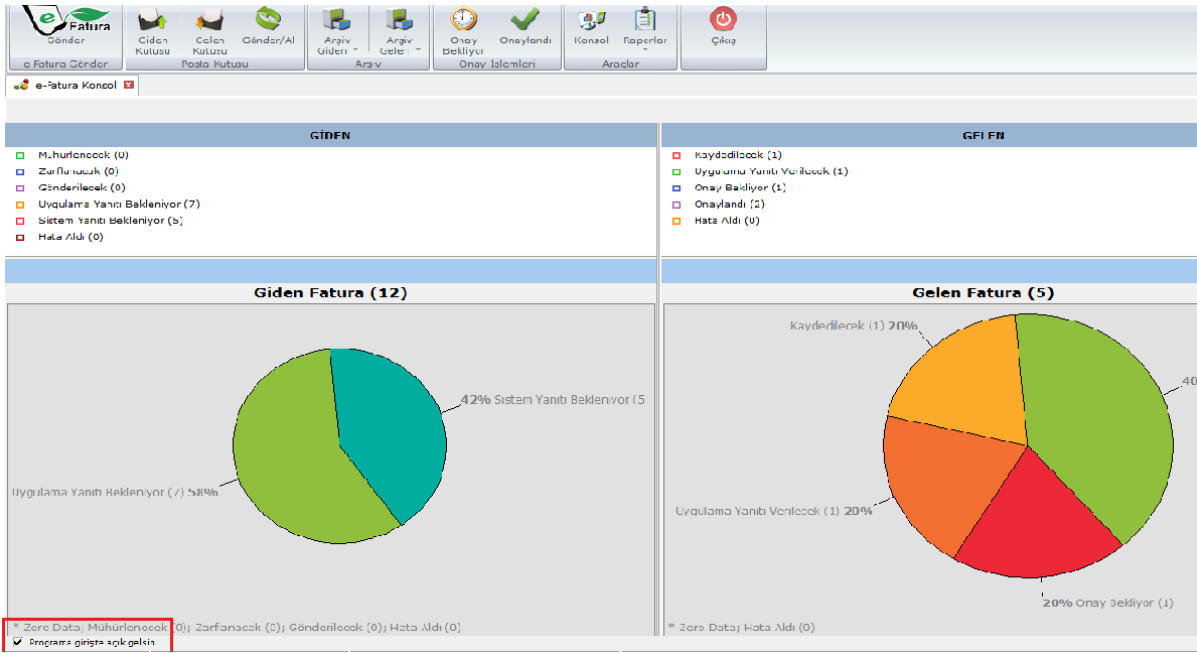 e Fatura
Gönder
Giden Kutusu
Gelen Kutusu
Gönder/Al
Arşiv Giden
Arşiv Gelen
Onay Bekliyor
Onaylandı
Konsol
Raporlar
Çıkış
e Fatura Gönder
Posta Kutusu
Arşiv
Onay İşlemleri
Araçlar
e-Fatura Konsol
GİDEN
Mühürlenecek (0)
Zarflanacak (0)
Gönderilecek (0)
Uygulama Yanıtı Bekleniyor (7)
Sistem Yanıtı Bekleniyor (5)
Hata Aldı (0)
GELEN
Kaydedilecek (1)
Uygulama Yanıtı Verilecek (1)
Onay Bekliyor (1)
Onaylandı (2)
Hata Aldı (0)
Giden Fatura (12)
42% Sistem Yanıtı Bekleniyor (5
Uygulama Yanıtı Bekleniyor (7) 58%
* Zero Data; Mühürlenecek (0); Zarflanacak (0); Gönderilecek (0); Hata Aldı (0)
Programa girişte açık gelsin
Gelen Fatura (5)
Kaydedilecek (1) 20%
40
Uygulama Yanıtı Verilecek (1) 20%
20% Onay Bekliyor (1)
* Zero Data; Hata Aldı (0)